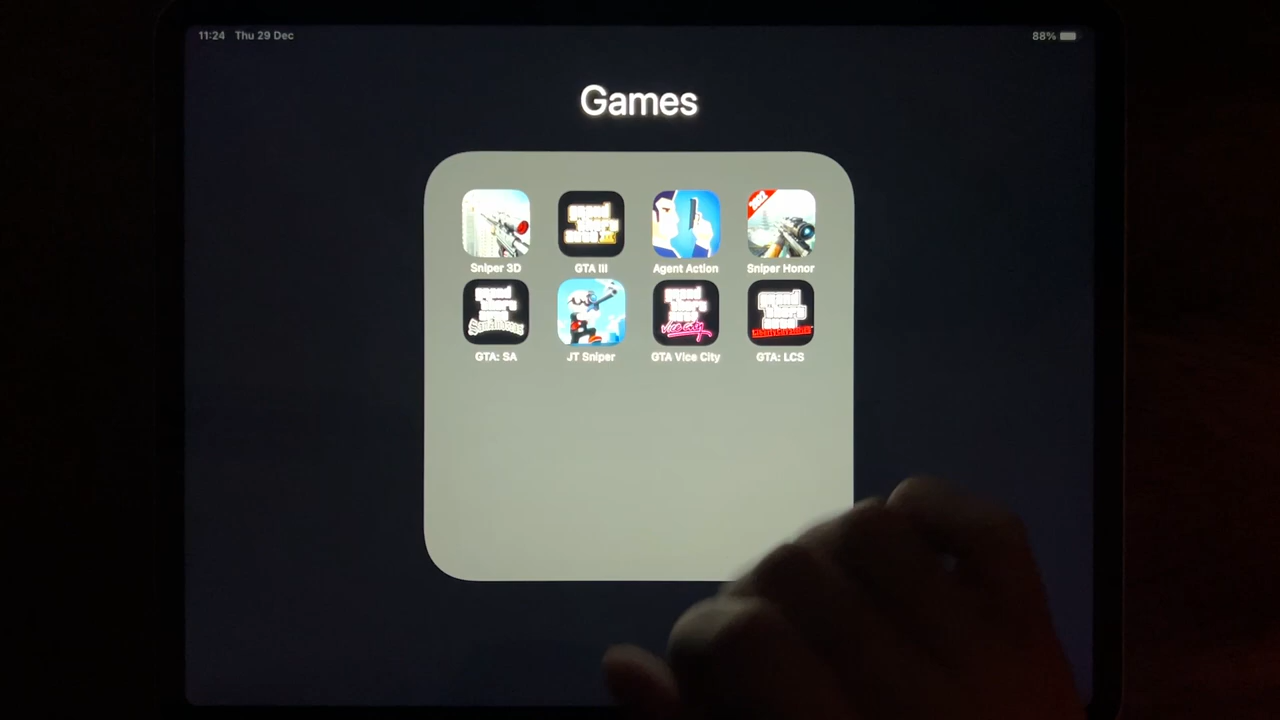 11:24 Thu 29 Dec 88%
Games
Sniper 3D GTA III Agent Action Sniper Honor
GTA: SA JT Sniper GTA Vice City GTA: LCS